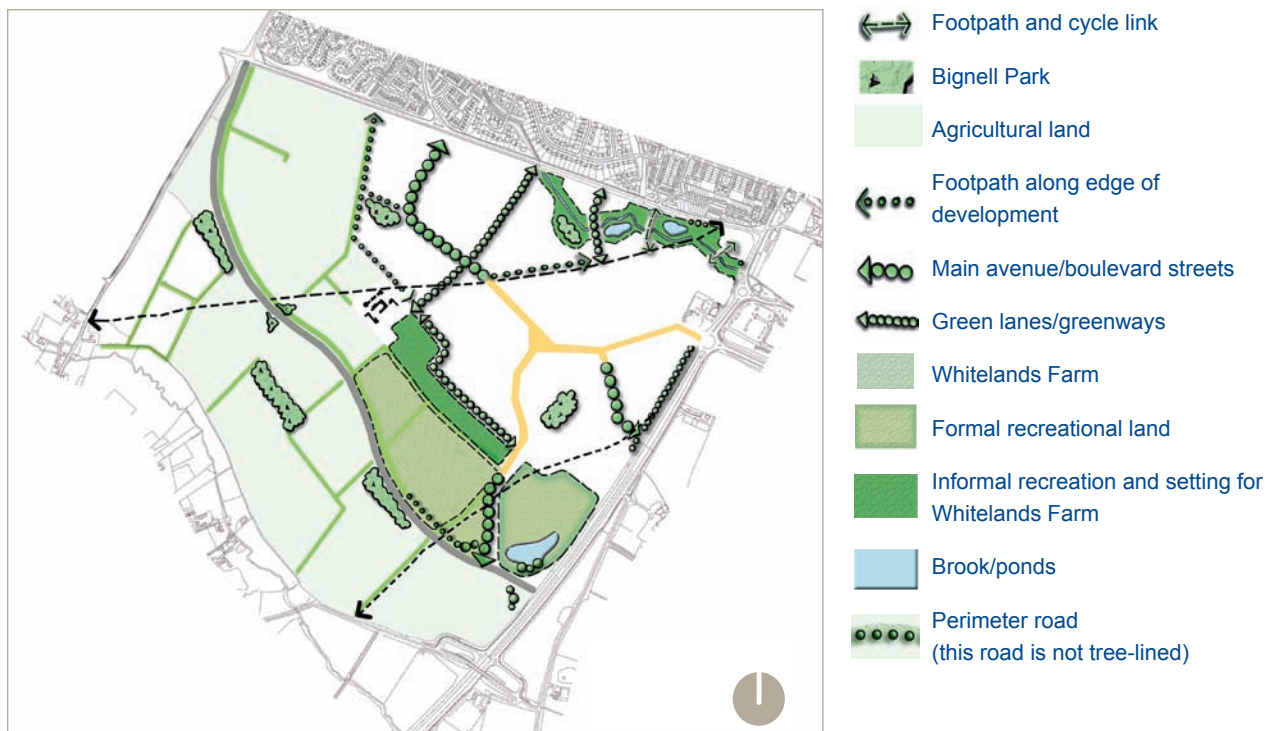 Footpath and cycle link
Bignell Park
Agricultural land
Footpath along edge of
development
Main avenue/boulevard streets
Green lanes/greenways
Whitelands Farm
Formal recreational land
Informal recreation and setting for
Whitelands Farm
Brook/ponds
Perimeter road
(this road is not tree-lined)